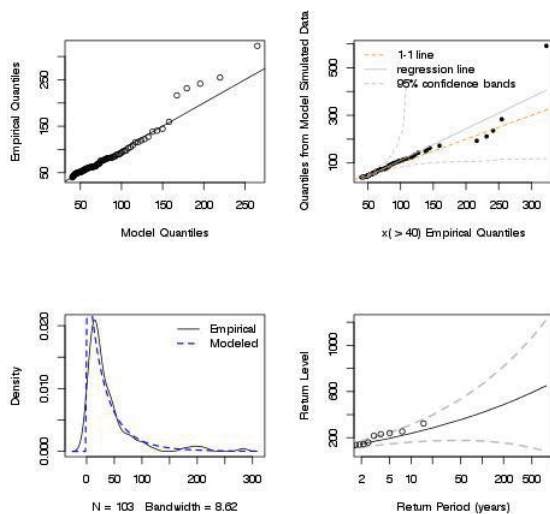 Empirical Quantiles
50
150
250
50 100 150 200 250
Model Quantiles
Quantiles from Model Simulated Data
100
300
500
1-1 line
regression line
95% confidence bands
50 100 150 200 250 300
x( > 40) Empirical Quantiles
Density
0.000
0.010
0.020
Empirical
Modeled
0 50 100 150 200 250 300
N = 103 Bandwidth = 8.62
Return Level
200
600
1000
2 5 10 50 200 500
Return Period (years)